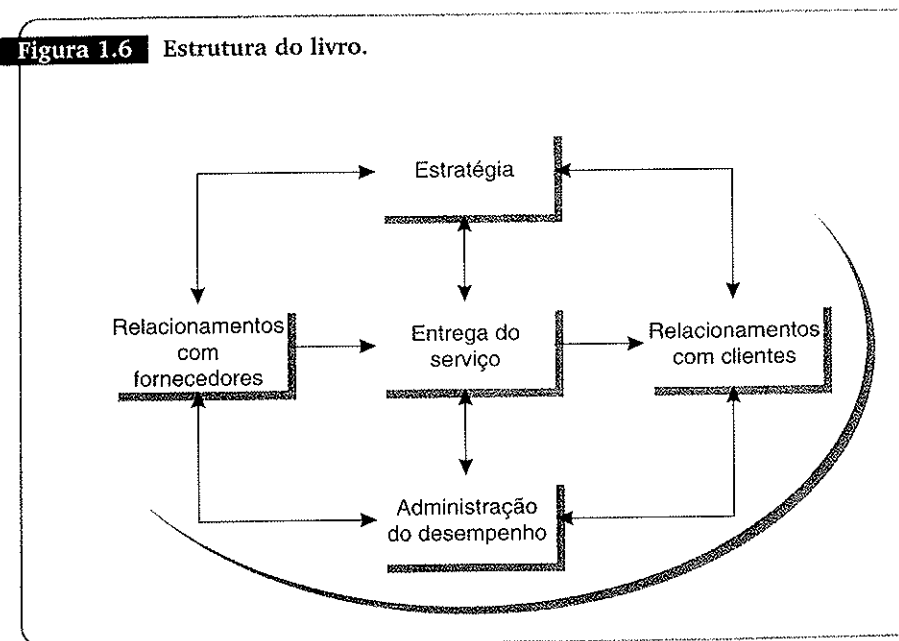 Figura 1.6 Estrutura do livro.
Estratégia
Relacionamentos
com
fornecedores
Entrega do
serviço
Relacionamentos
com clientes
Administração
do desempenho